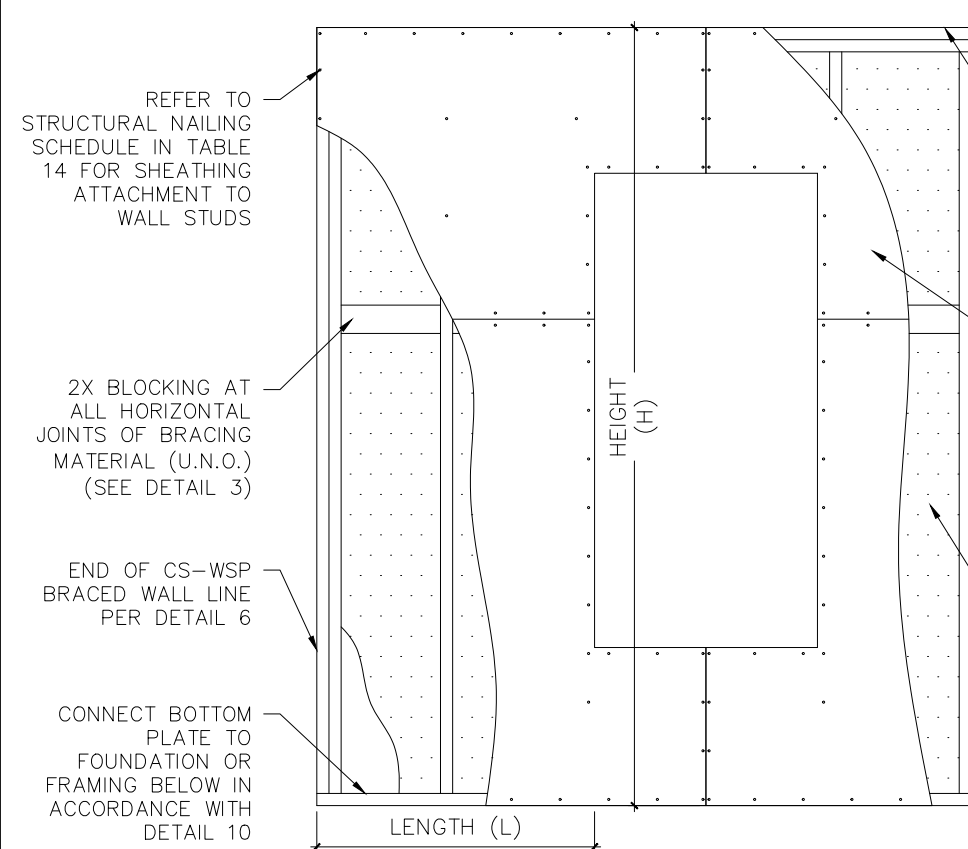 REFER TO
STRUCTURAL NAILING
SCHEDULE IN TABLE
14 FOR SHEATHING
ATTACHMENT TO
WALL STUDS
2X BLOCKING AT
ALL HORIZONTAL
JOINTS OF BRACING
MATERIAL (U.N.O.)
(SEE DETAIL 3)
END OF CS-WSP
BRACED WALL LINE
PER DETAIL 6
CONNECT BOTTOM
PLATE TO
FOUNDATION OR
FRAMING BELOW IN
ACCORDANCE WITH
DETAIL 10
HEIGHT
(H)
LENGTH (L)